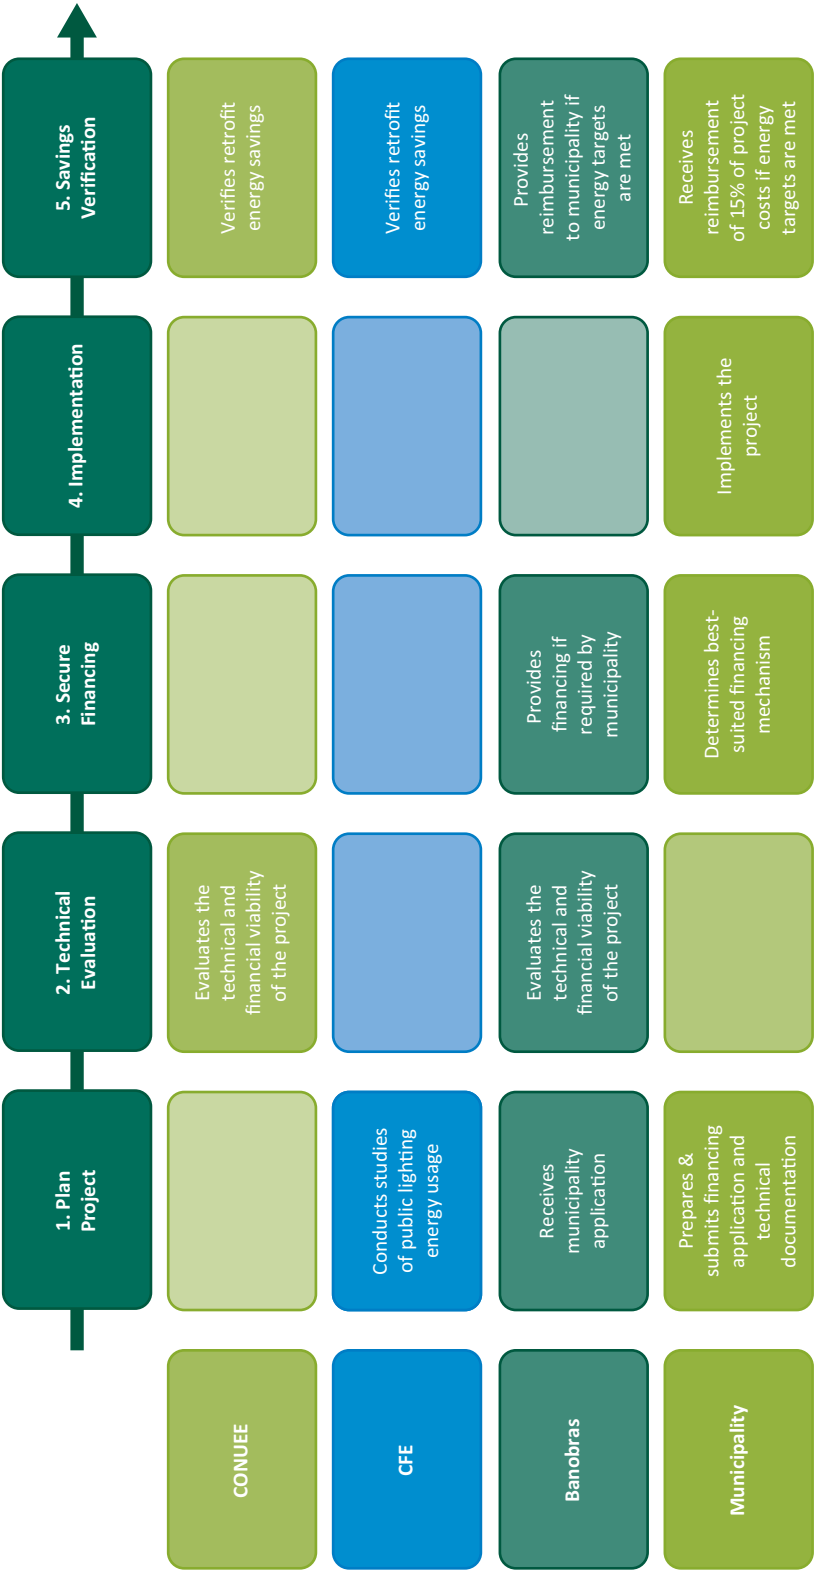 1. Plan
Project
2. Technical
Evaluation
3. Secure
Financing
4. Implementation
5. Savings
Verification
CONUEE
Evaluates the
technical and
financial viability
of the project
Verifies retrofit
energy savings
CFE
Conducts studies
of public lighting
energy usage
Verifies retrofit
energy savings
Banobras
Receives
municipality
application
Evaluates the
technical and
financial viability
of the project
Provides
financing if
required by
municipality
Provides
reimbursement
to municipality if
energy targets
are met
Municipality
Prepares &
submits financing
application and
technical
documentation
Determines best-
suited financing
mechanism
Implements the
project
Receives
reimbursement
of 15% of project
costs if energy
targets are met